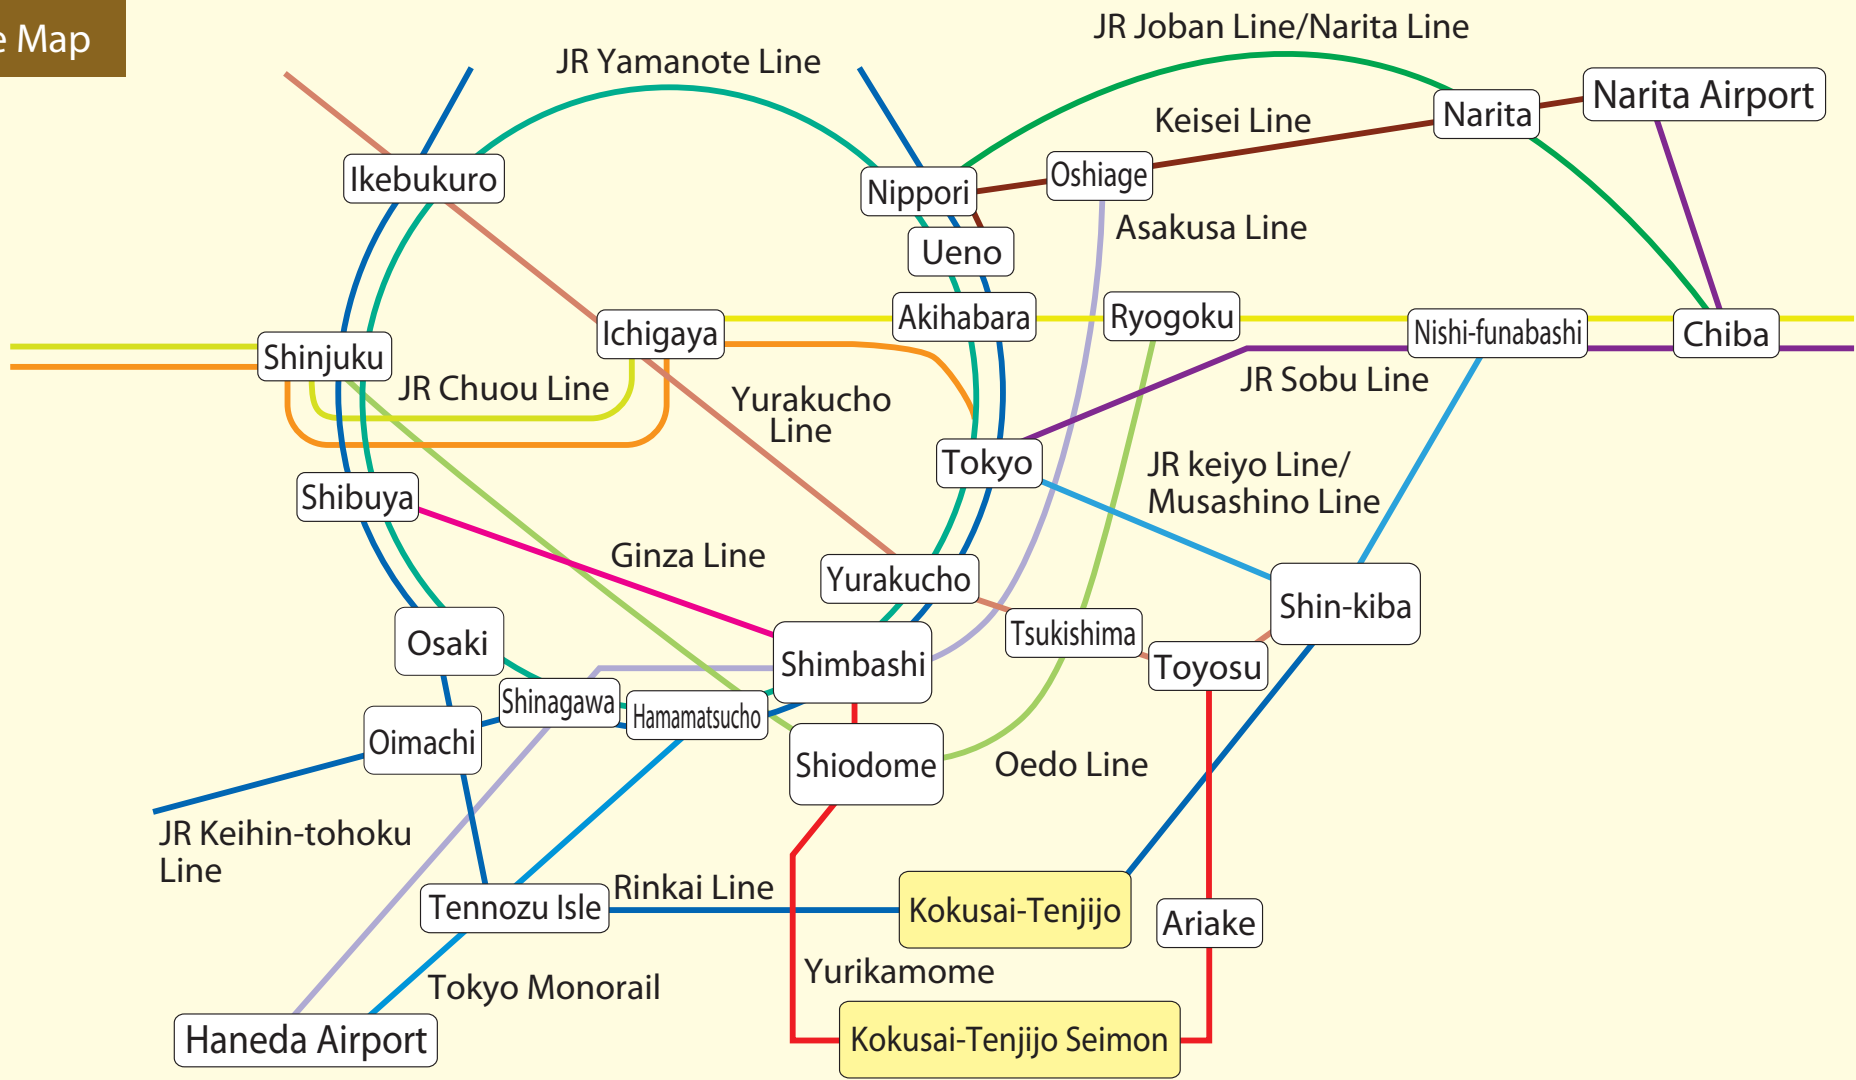 Map
JR Yamanote Line
JR Joban Line/Narita Line
Narita Airport
Narita
Keisei Line
Ikebukuro
Nippori
Oshiage
Asakusa Line
Ueno
Akihabara
Ryogoku
Nishi-funabashi
Chiba
Ichigaya
Shinjuku
JR Chuou Line
Yurakucho
Line
JR Sobu Line
Tokyo
JR keiyo Line/
Musashino Line
Shibuya
Ginza Line
Yurakucho
Shin-kiba
Tsukishima
Toyosu
Osaki
Shimbashi
Shinagawa
Hamamatsucho
Oimachi
Shiodome
Oedo Line
JR Keihin-tohoku
Line
Rinkai Line
Tennozu Isle
Kokusai-Tenjijo
Ariake
Yurikamome
Tokyo Monorail
Haneda Airport
Kokusai-Tenjijo Seimon